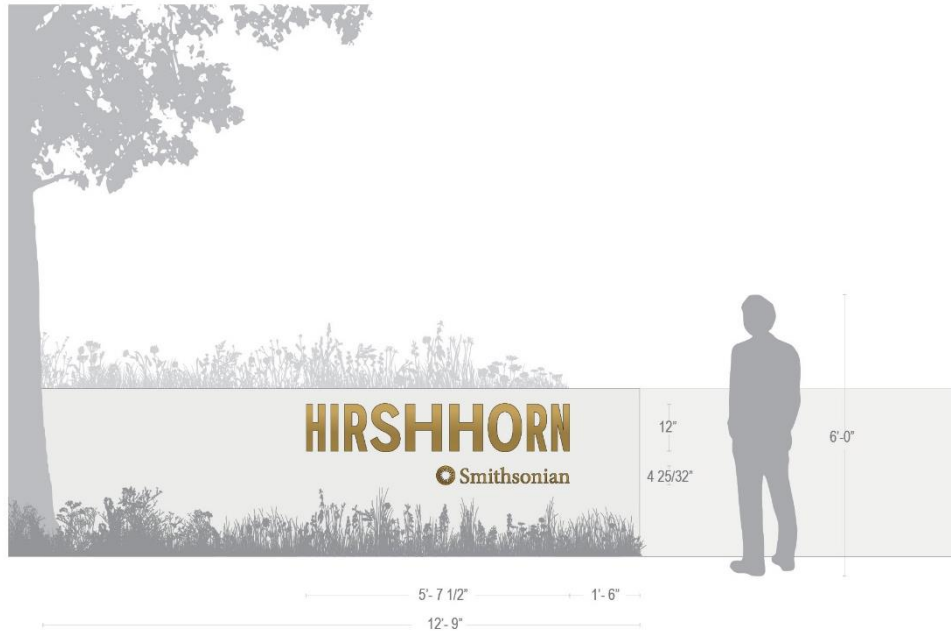 HIRSHHORN
12"
Smithsonian
4 25/32"
6'-0"
5'- 7 1/2"
1'- 6"
12'- 9"